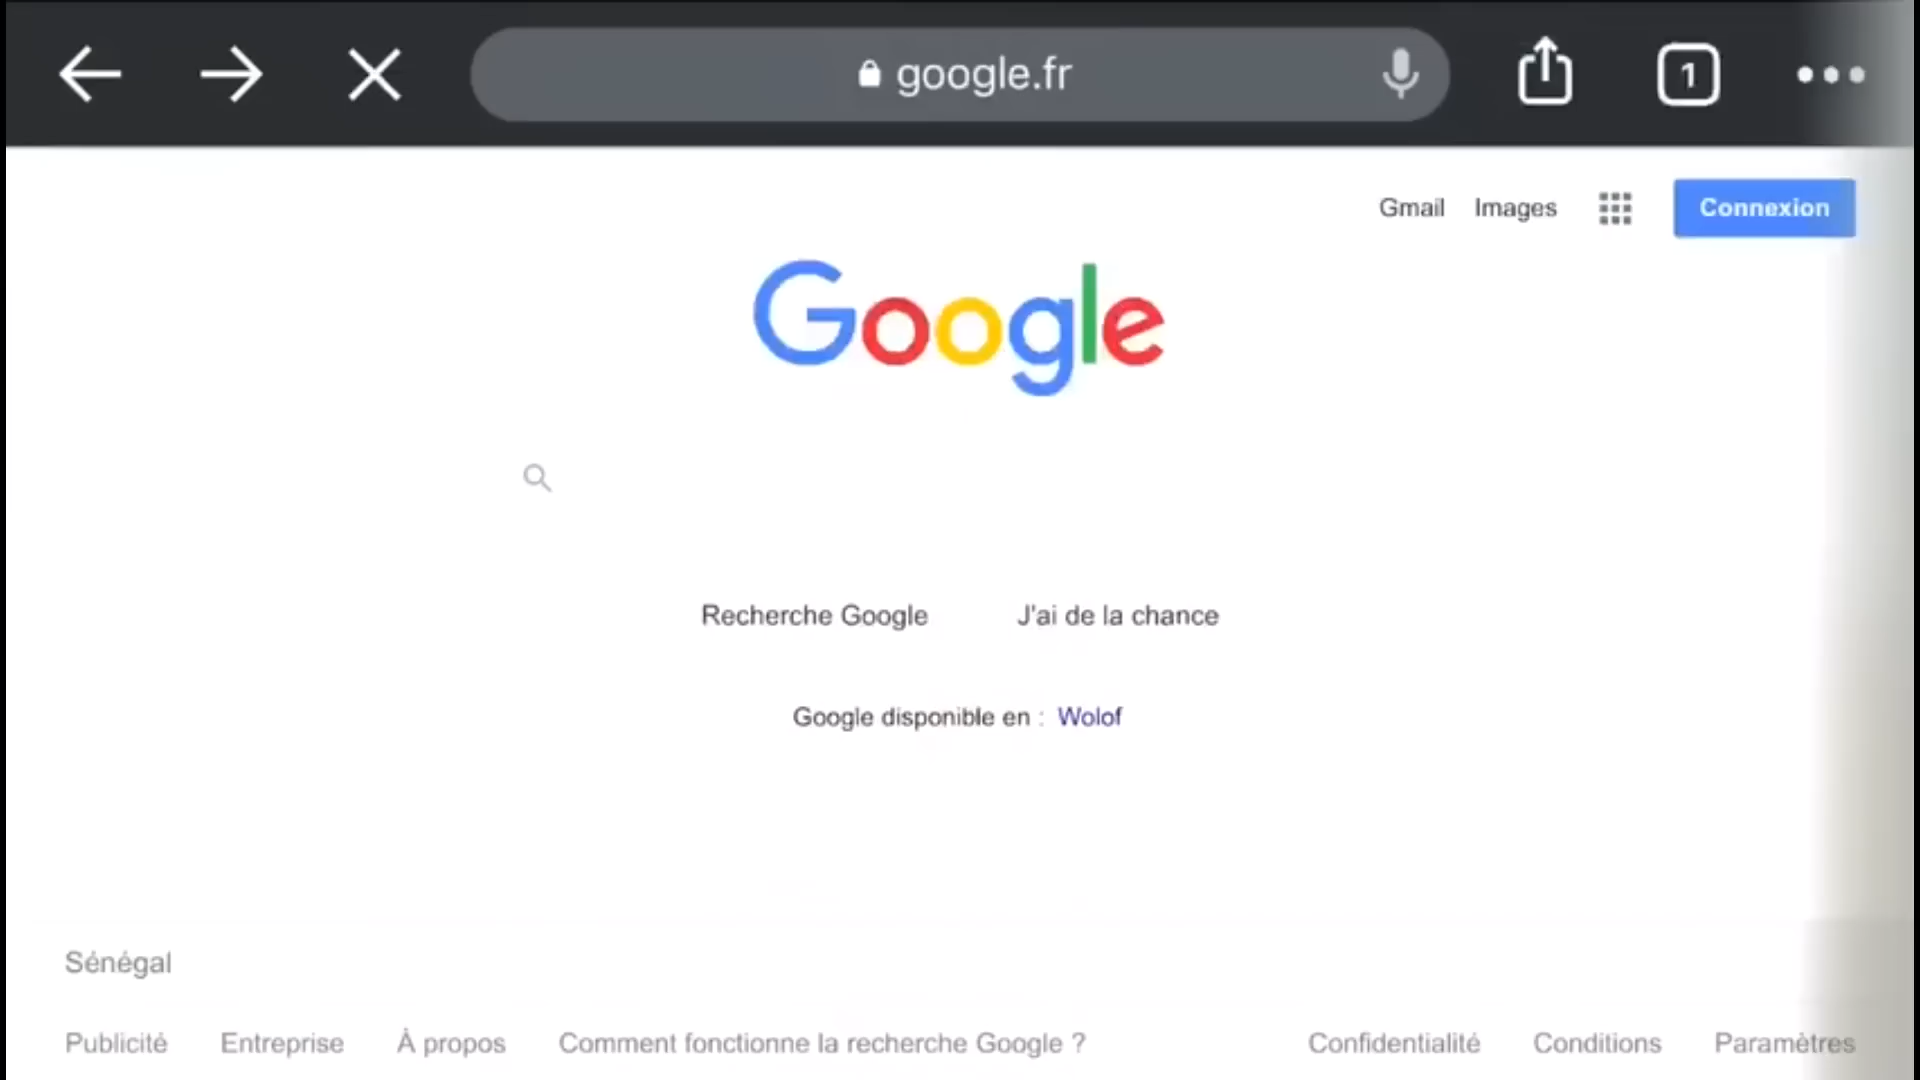 google.fr
1
Gmail Images Connexion
Google
Recherche Google J'ai de la chance
Google disponible en : Wolof
Sénégal
Publicité Entreprise À propos Comment fonctionne la recherche Google ? Confidentialité Conditions Paramètres